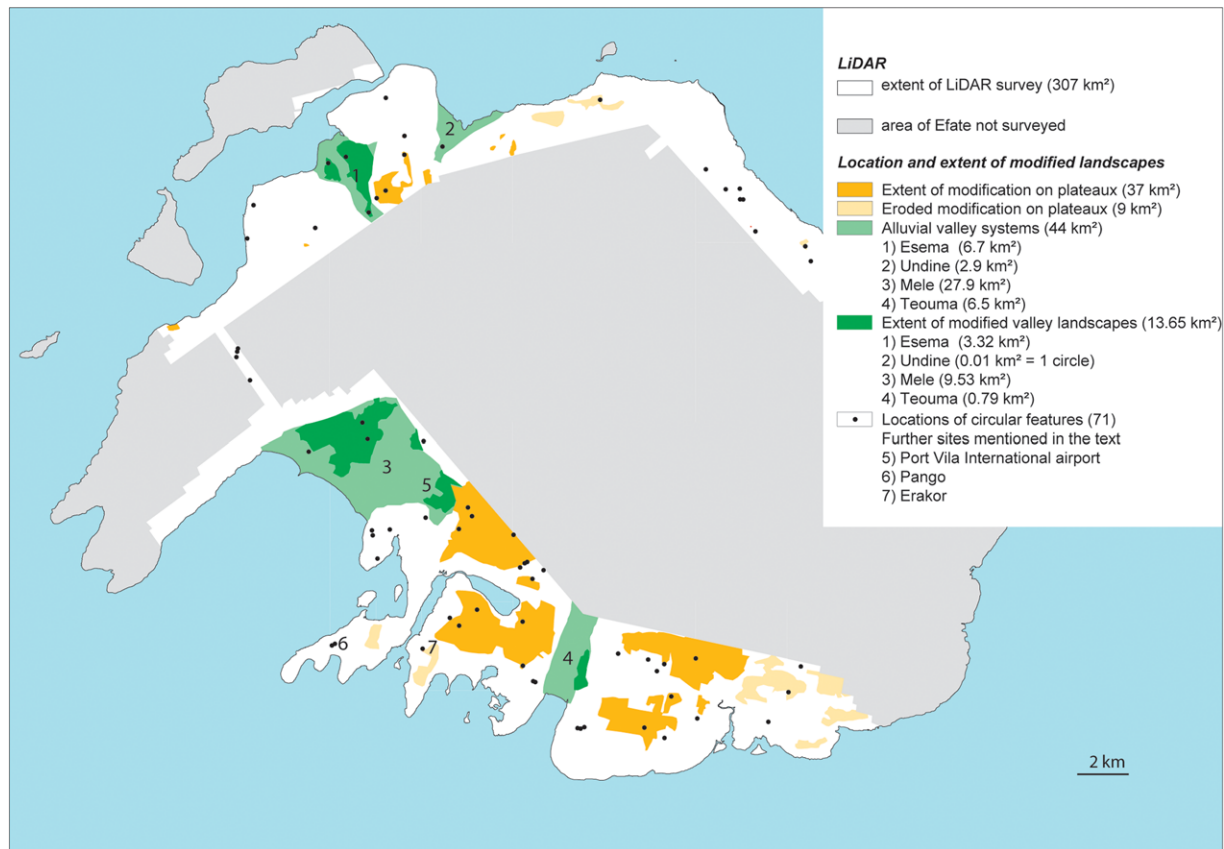 LiDAR
extent of LiDAR survey (307 km²)
area of Efate not surveyed
Location and extent of modified landscapes
Extent of modification on plateaux (37 km²)
Eroded modification on plateaux (9 km²)
Alluvial valley systems (44 km²)
1) Esema (6.7 km²)
2) Undine (2.9 km²)
3) Mele (27.9 km²)
4) Teouma (6.5 km²)
Extent of modified valley landscapes (13.65 km²)
1) Esema (3.32 km²)
2) Undine (0.01 km² = 1 circle)
3) Mele (9.53 km²)
4) Teouma (0.79 km²)
Locations of circular features (71)
Further sites mentioned in the text
5) Port Vila International airport
6) Pango
7) Erakor
2
1
3
5
6
7
4
2 km